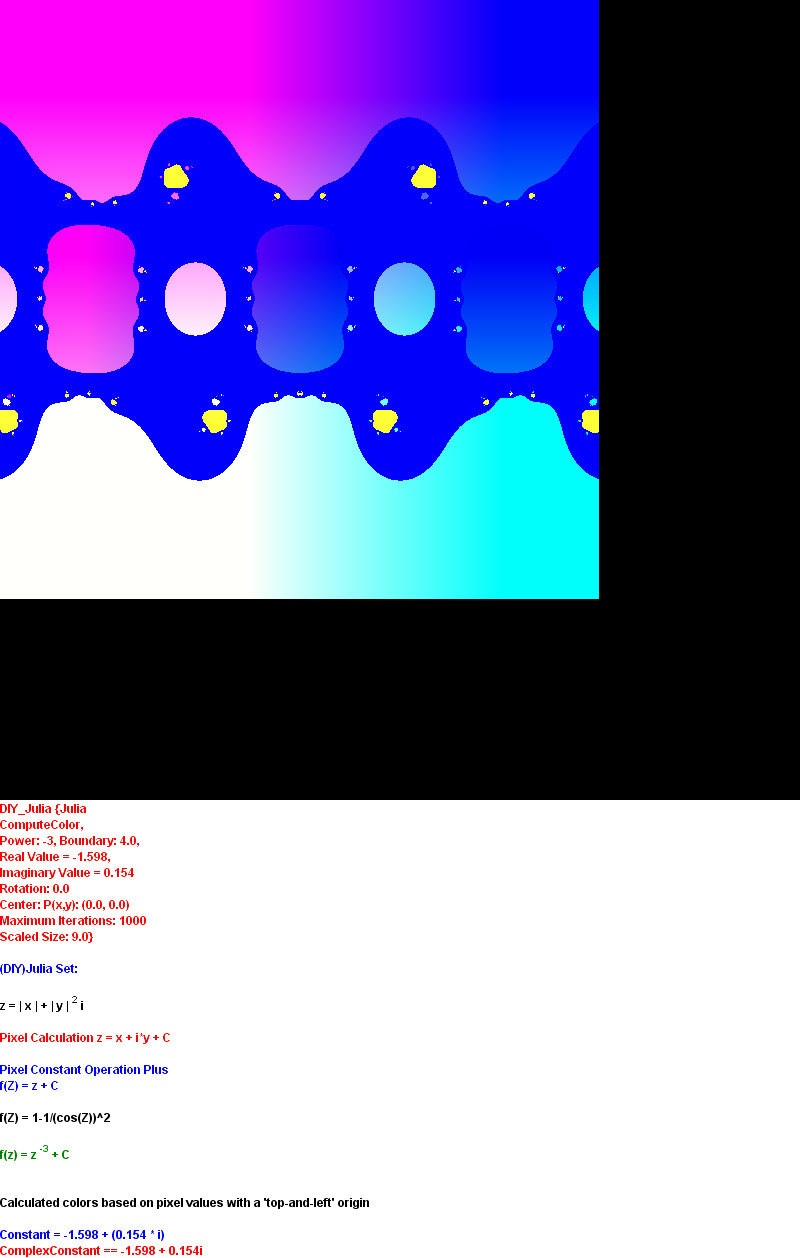 DIY_Julia {Julia
ComputeColor,
Power: -3, Boundary: 4.0,
Real Value = -1.598,
Imaginary Value = 0.154
Rotation: 0.0
Center: P(x,y): (0.0, 0.0)
Maximum Iterations: 1000
Scaled Size: 9.0}
(DIY)Julia Set:
z = | x | + | y | 2 i
Pixel Calculation z = x + i*y + C
Pixel Constant Operation Plus
f(Z) = z + C
f(Z) = 1-1/(cos(Z))^2
f(z) = z -3 + C
Calculated colors based on pixel values with a 'top-and-left' origin
Constant = -1.598 + (0.154 * i)
ComplexConstant == -1.598 + 0.154i